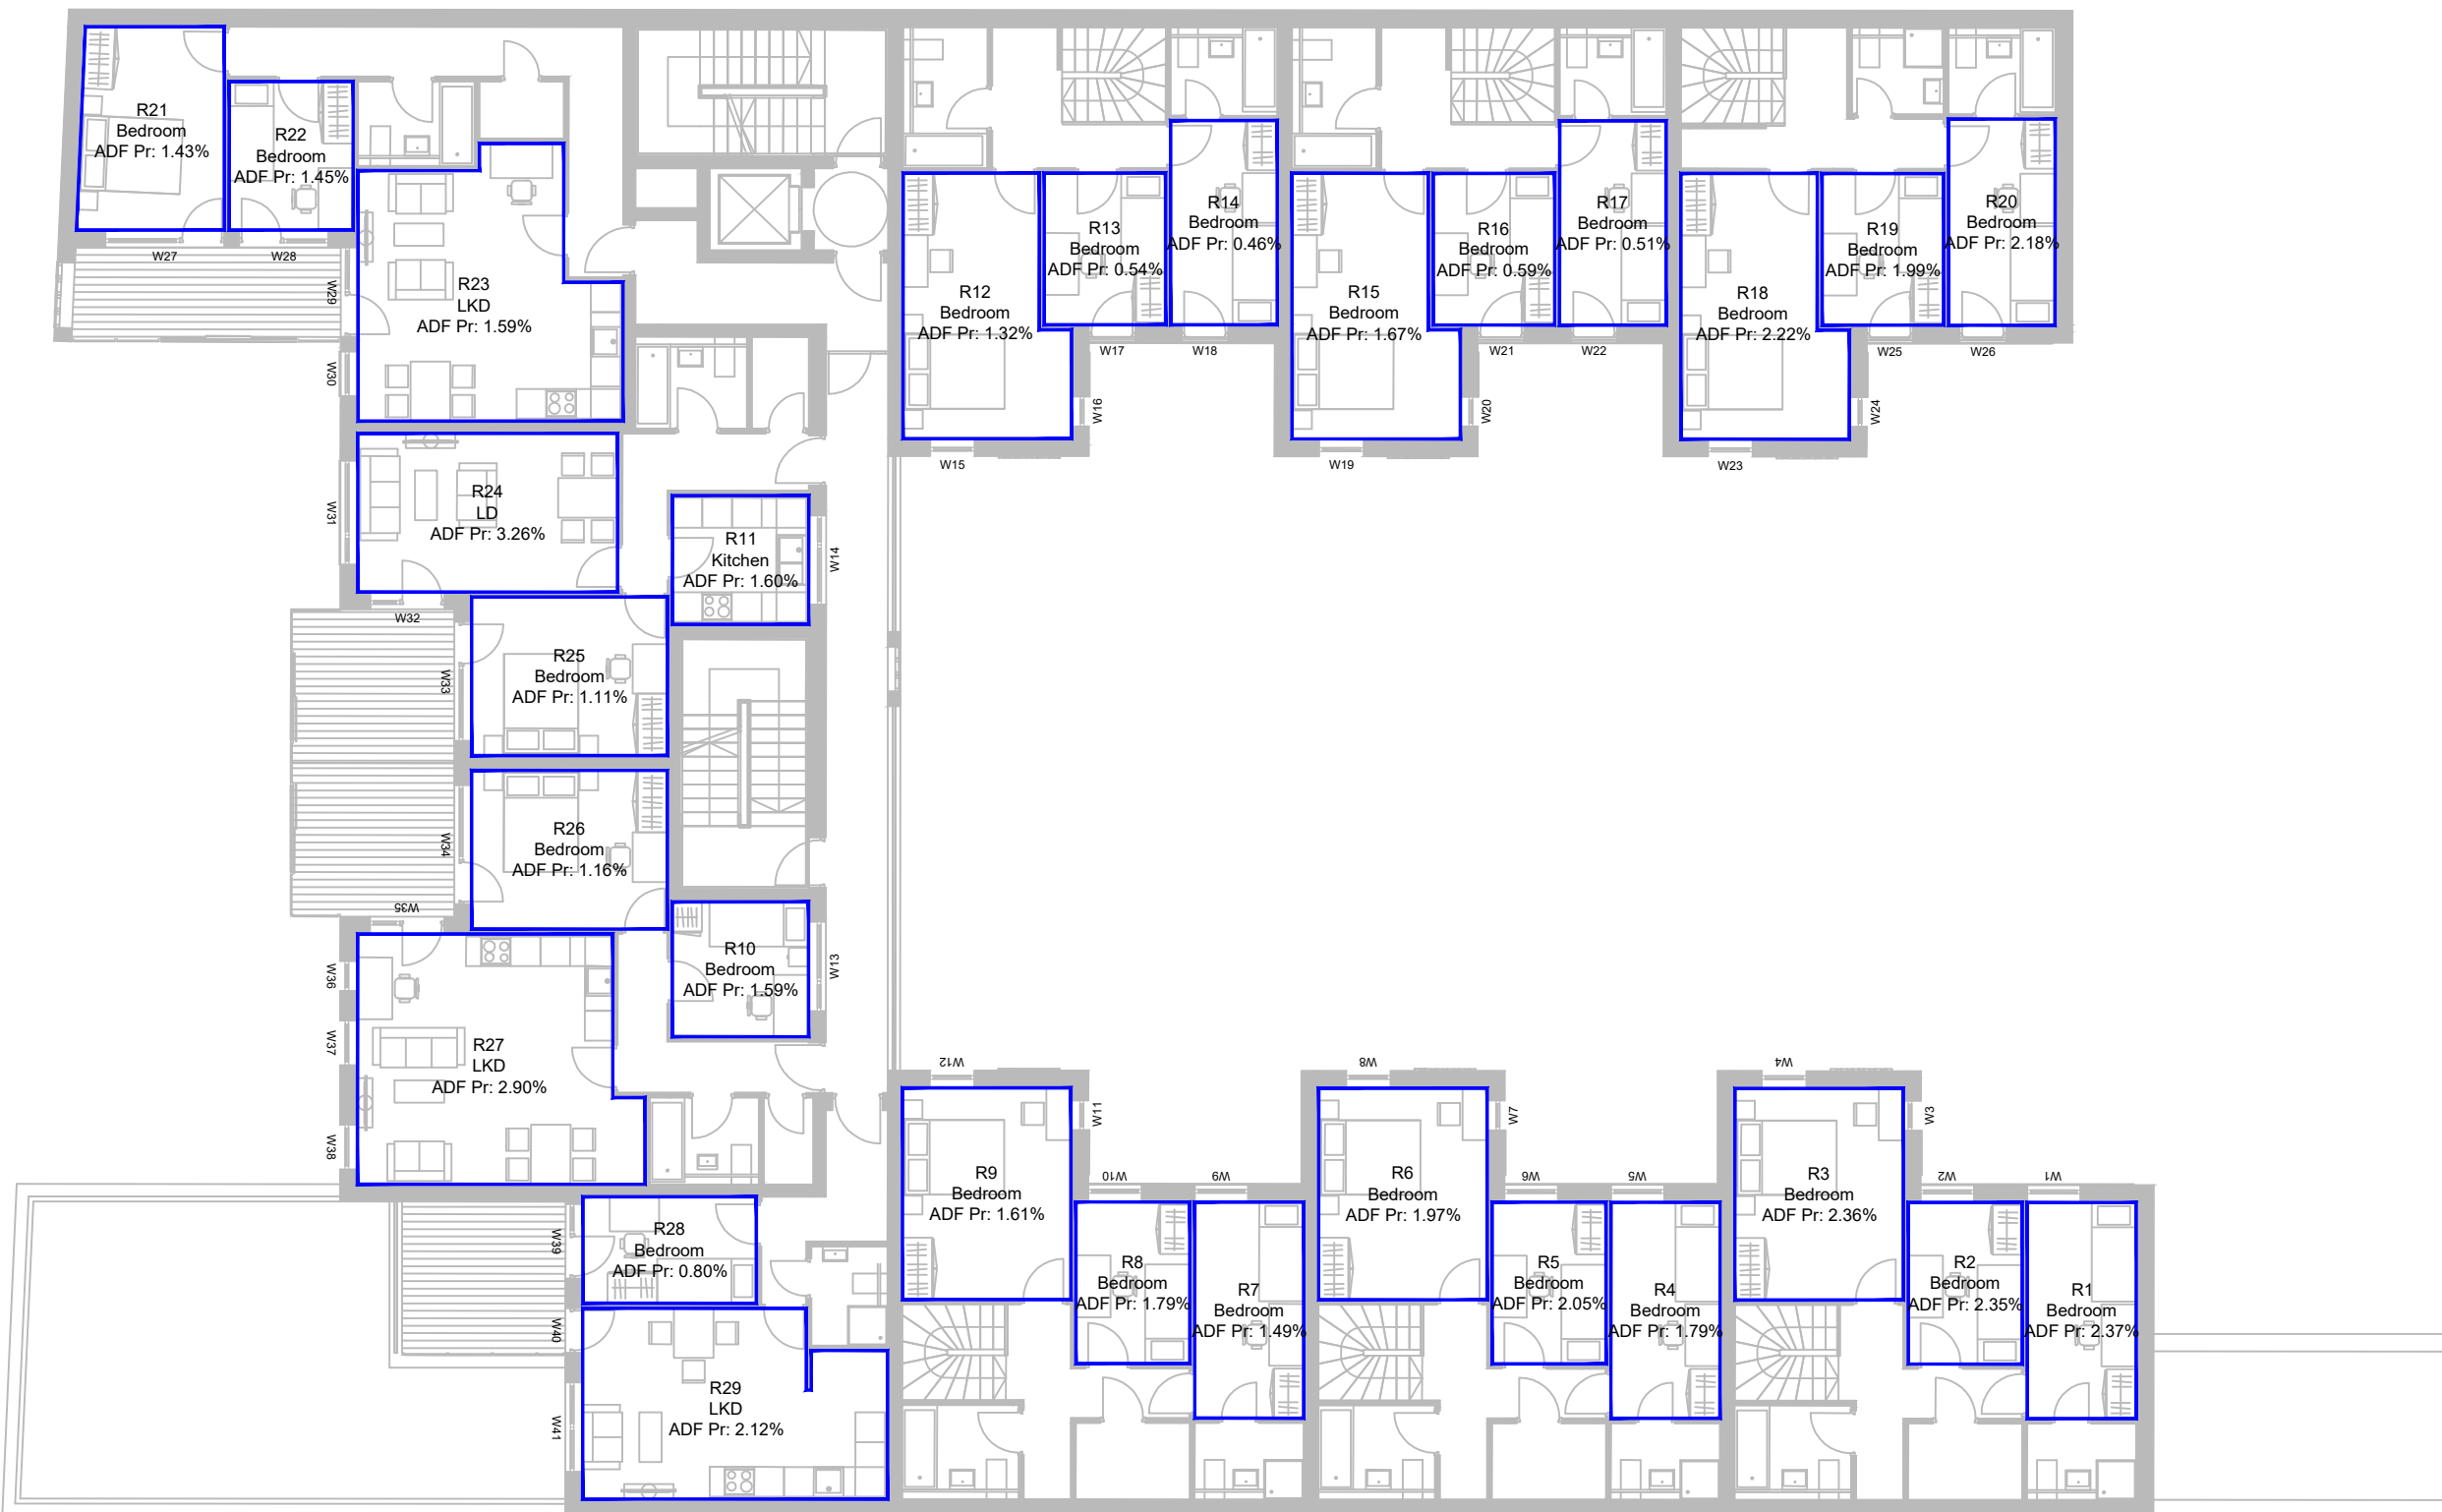 R21
Bedroom
ADF Pr: 1.43%
R22
Bedroom
ADF Pr: 1.45%
W27
W28
W29
R23
LKD
ADF Pr: 1.59%
W30
R12
Bedroom
ADF Pr: 1.32%
R13
Bedroom
ADF Pr: 0.54%
R14
Bedroom
ADF Pr: 0.46%
W17
W18
W16
W15
R15
Bedroom
ADF Pr: 1.67%
R16
Bedroom
ADF Pr: 0.59%
R17
Bedroom
ADF Pr: 0.51%
W21
W22
W20
W19
R18
Bedroom
ADF Pr: 2.22%
R19
Bedroom
ADF Pr: 1.99%
R20
Bedroom
ADF Pr: 2.18%
W25
W26
W24
W23
W31
R24
LD
ADF Pr: 3.26%
W32
R11
Kitchen
ADF Pr: 1.60%
W14
W33
R25
Bedroom
ADF Pr: 1.11%
W34
R26
Bedroom
ADF Pr: 1.16%
W35
R10
Bedroom
ADF Pr: 1.59%
W13
W36
W37
W38
R27
LKD
ADF Pr: 2.90%
W12
W11
R9
Bedroom
ADF Pr: 1.61%
W10
W9
R8
Bedroom
ADF Pr: 1.79%
R7
Bedroom
ADF Pr: 1.49%
W8
W7
R6
Bedroom
ADF Pr: 1.97%
W6
W5
R5
Bedroom
ADF Pr: 2.05%
R4
Bedroom
ADF Pr: 1.79%
W4
W3
R3
Bedroom
ADF Pr: 2.36%
W2
W1
R2
Bedroom
ADF Pr: 2.35%
R1
Bedroom
ADF Pr: 2.37%
W39
R28
Bedroom
ADF Pr: 0.80%
W40
W41
R29
LKD
ADF Pr: 2.12%